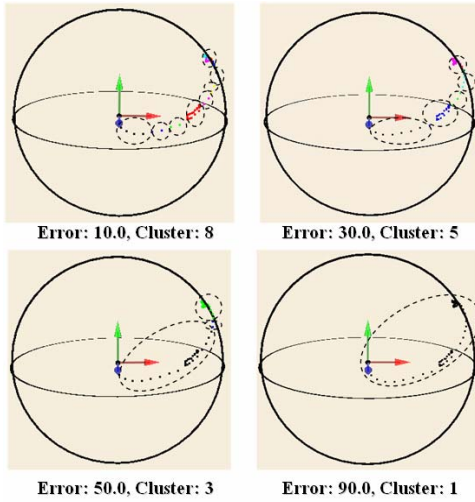 Error: 10.0, Cluster: 8
Error: 30.0, Cluster: 5
Error: 50.0, Cluster: 3
Error: 90.0, Cluster: 1